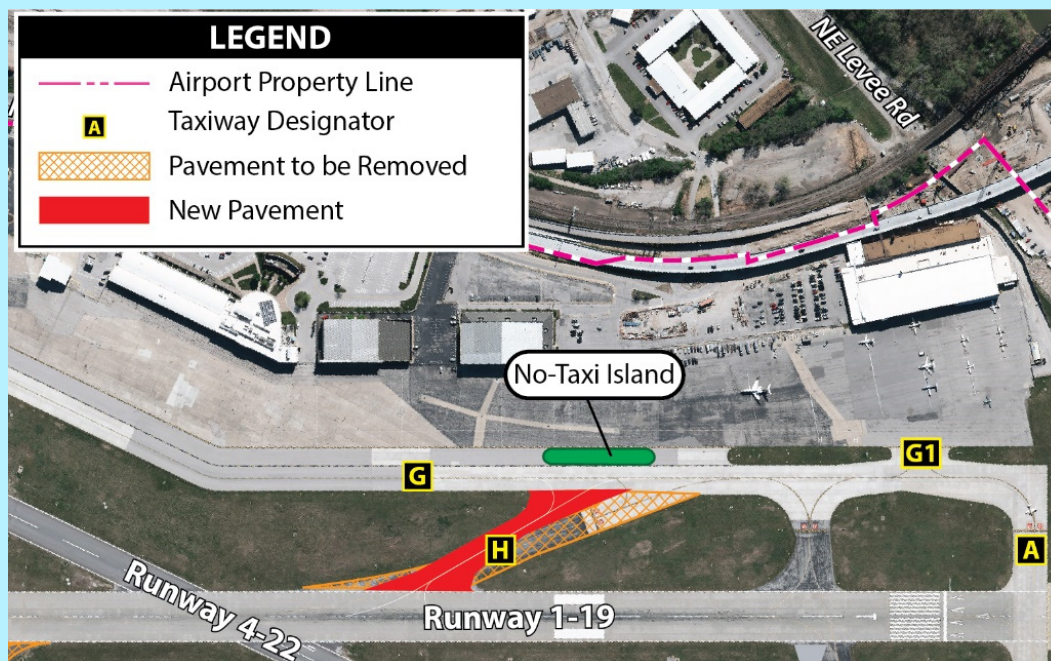 LEGEND
Airport Property Line
A
Taxiway Designator
Pavement to be Removed
New Pavement
NE Levee Rd
No-Taxi Island
G1
G
H
A
Runway 4-22
Runway 1-19